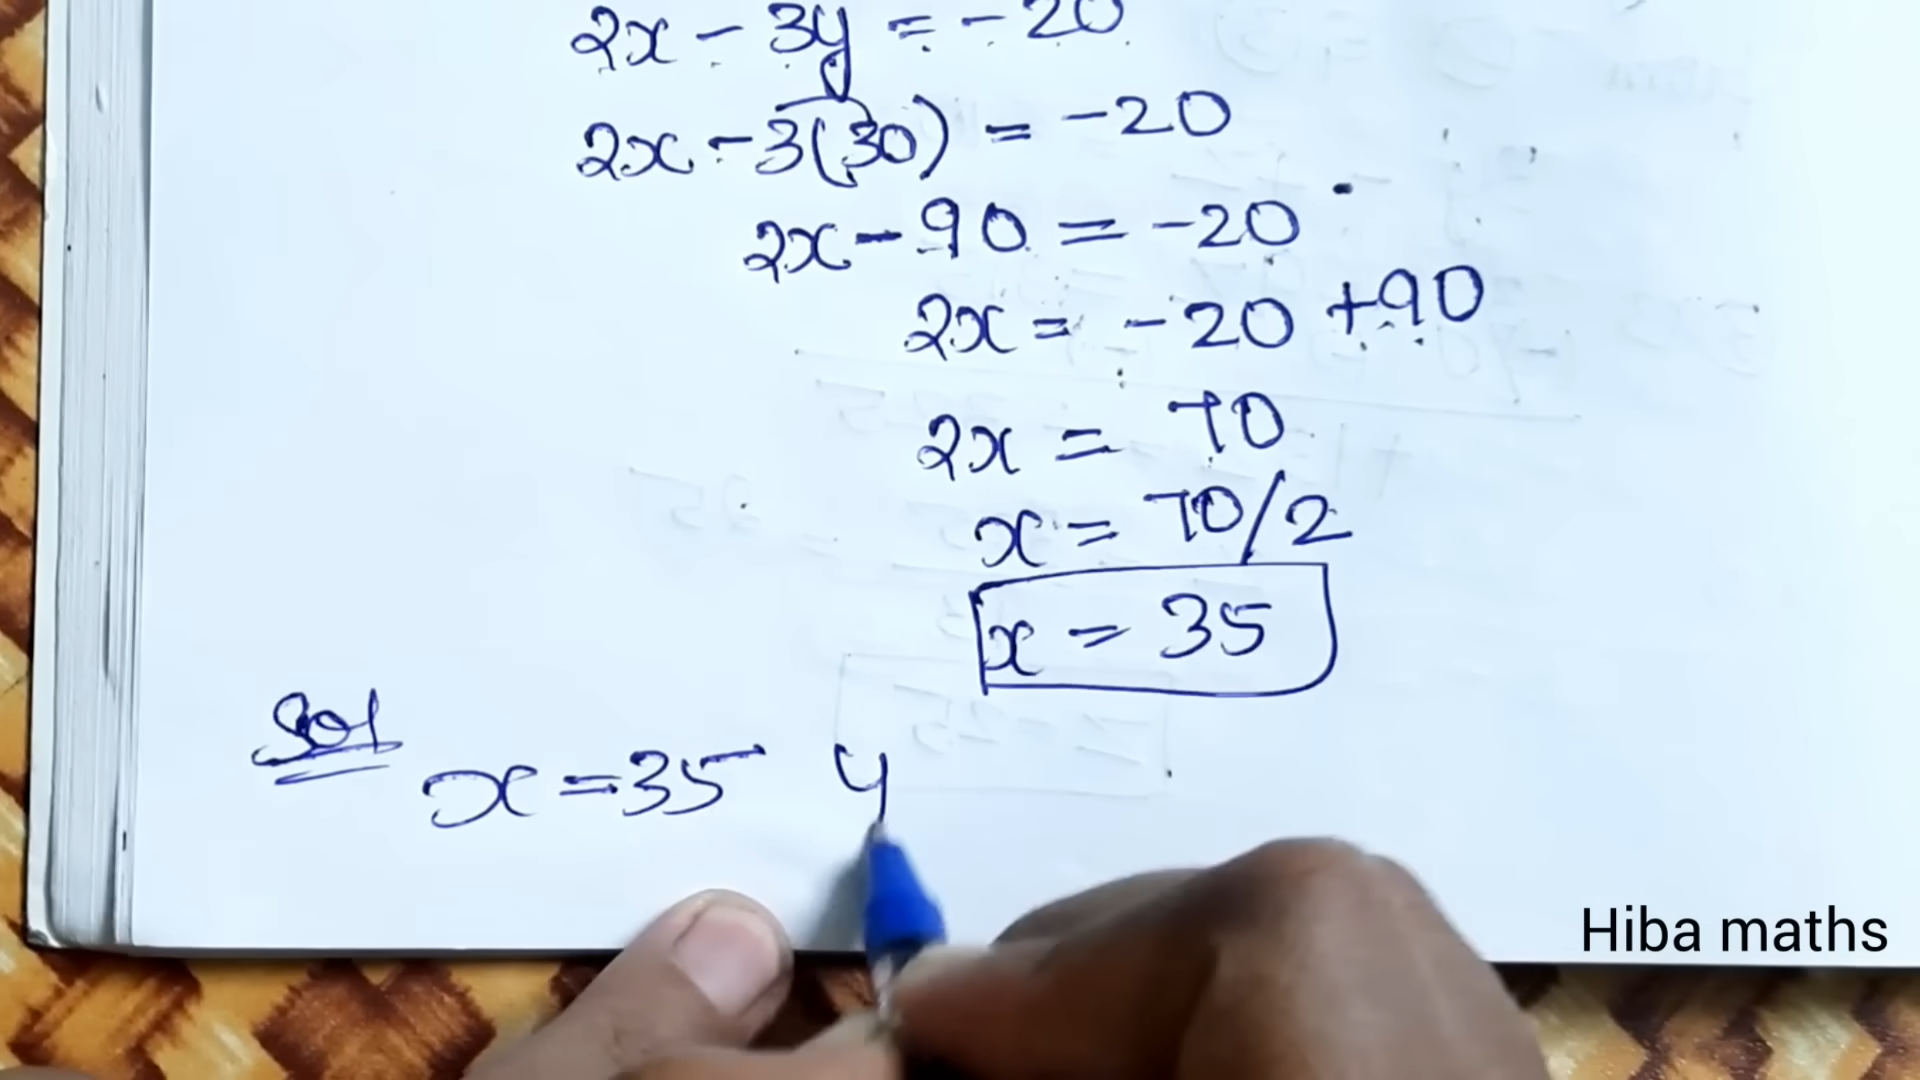 2x - 3y = -20
2x - 3(30) = -20
2x - 90 = -20
2x = -20 + 90
2x = 70
x = 70/2
x = 35
Sol
x = 35 y
Hiba maths